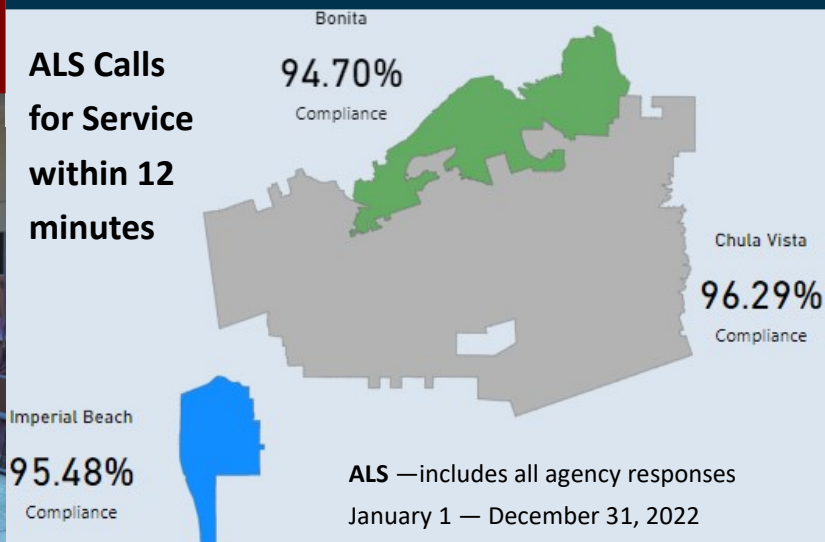 ALS Calls
for Service
within 12
minutes
Bonita
94.70%
Compliance
Chula Vista
96.29%
Compliance
Imperial Beach
95.48%
Compliance
ALS —includes all agency responses
January 1 — December 31, 2022